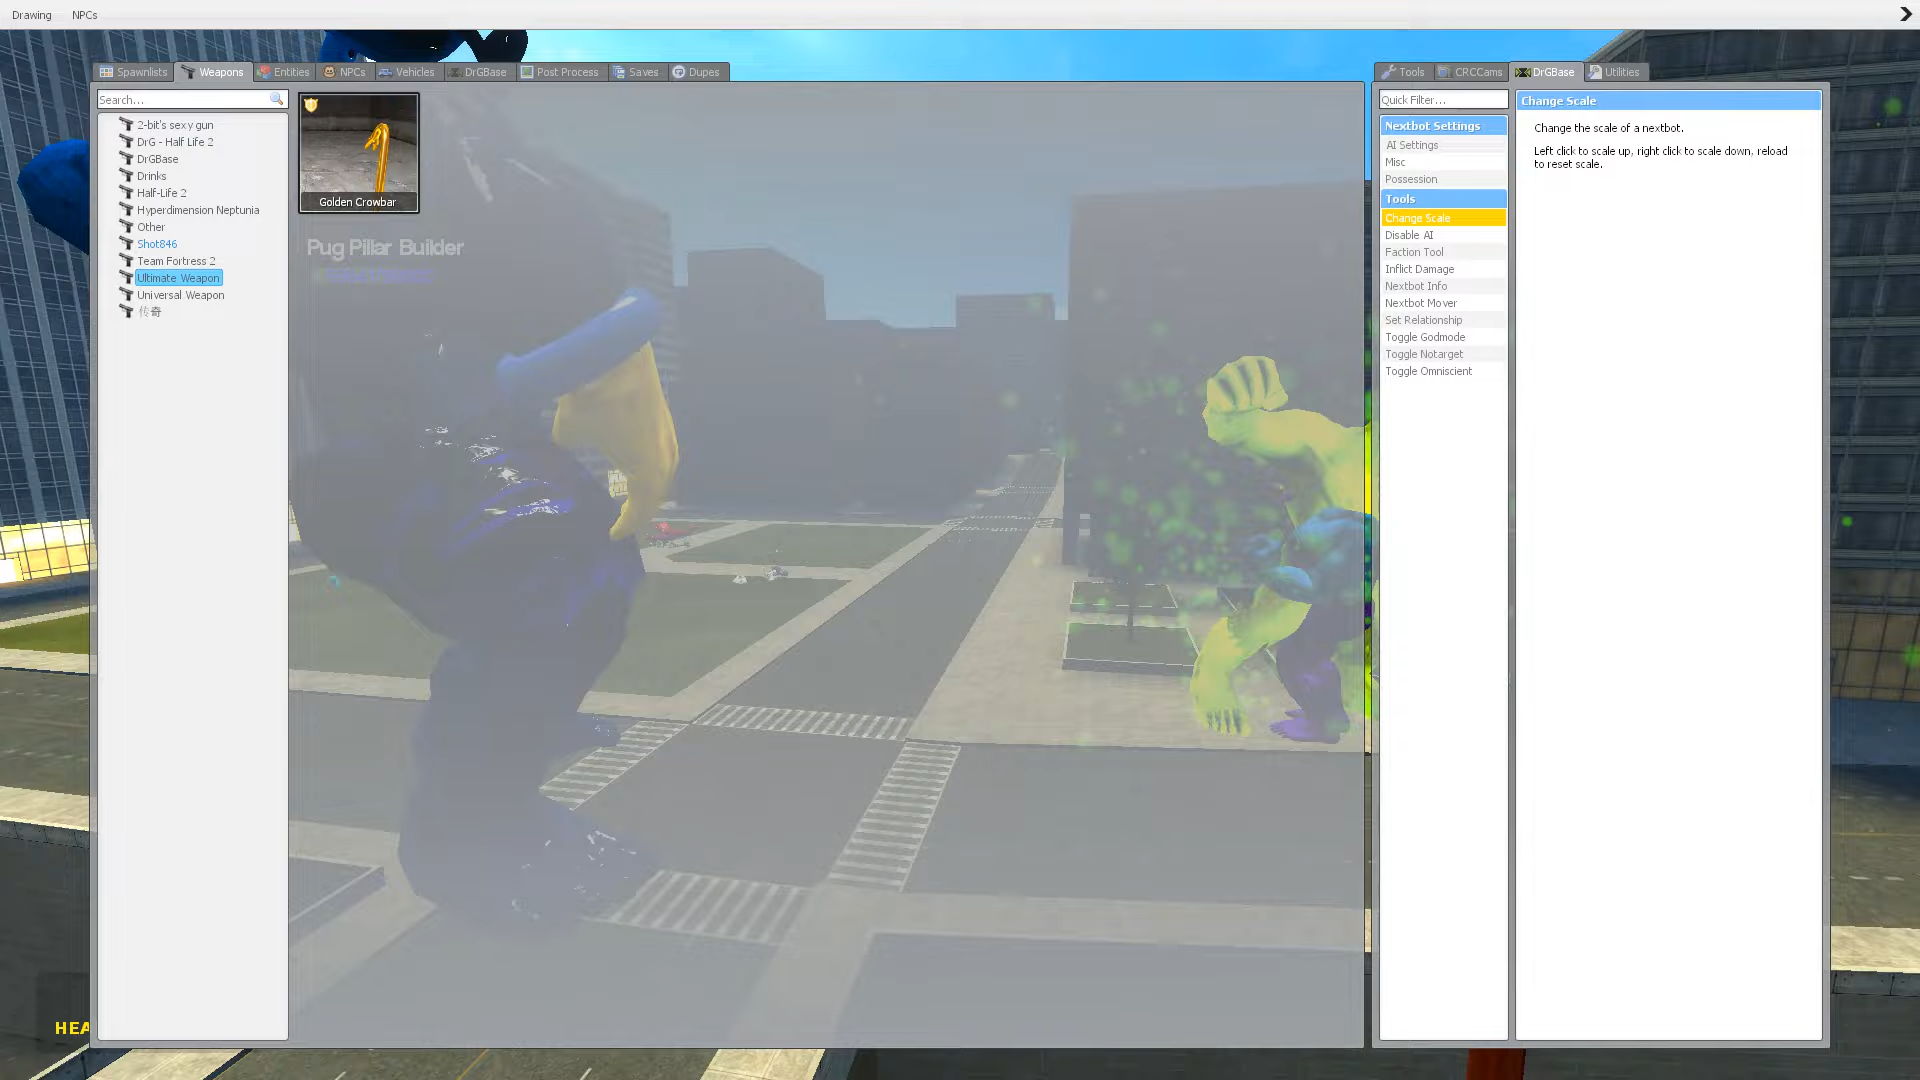 Drawing NPCs
Spawnlists Weapons Entities NPCs Vehicles DrGBase Post Process Saves Dupes
Search...
2-bit's sexy gun
DrG - Half Life 2
DrGBase
Drinks
Half-Life 2
Hyperdimension Neptunia
Other
Shot846
Team Fortress 2
Ultimate Weapon
Universal Weapon
传奇
Golden Crowbar
Pug Pillar Builder
HEA
Tools CRCCams DrGBase Utilities
Quick Filter...
Nextbot Settings
AI Settings
Misc
Possession
Tools
Change Scale
Disable AI
Faction Tool
Inflict Damage
Nextbot Info
Nextbot Mover
Set Relationship
Toggle Godmode
Toggle Notarget
Toggle Omniscient
Change Scale
Change the scale of a nextbot.
Left click to scale up, right click to scale down, reload
to reset scale.